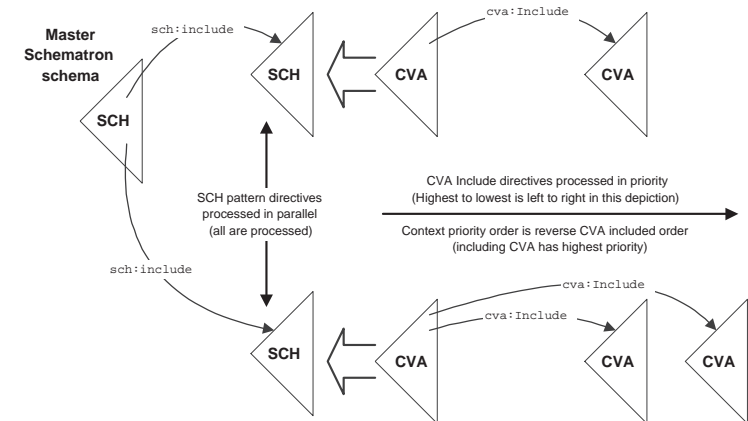 cva:Include
Master
Schematron
schema
sch:include
SCH
CVA
CVA
SCH
SCH pattern directives
processed in parallel
(all are processed)
CVA Include directives processed in priority
(Highest to lowest is left to right in this depiction)
Context priority order is reverse CVA included order
(including CVA has highest priority)
sch:include
cva:Include
cva:Include
SCH
CVA
CVA
CVA